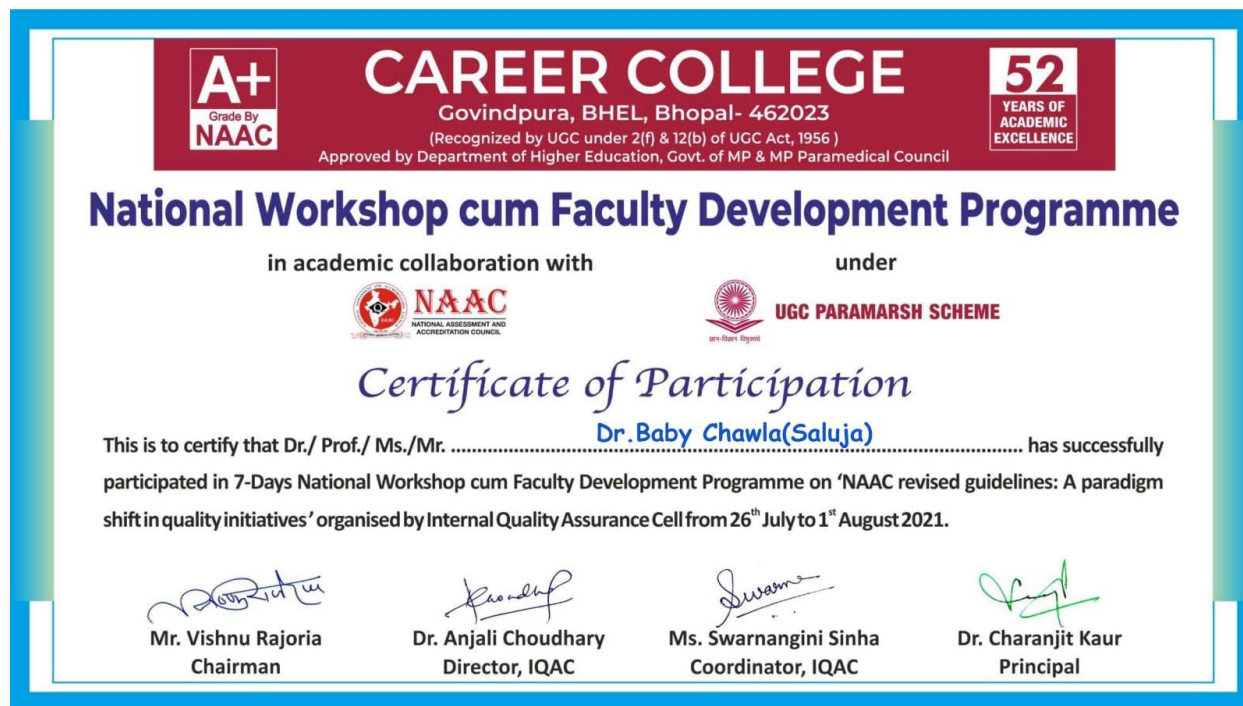 A+
Grade By
NAAC
CAREER COLLEGE
Govindpura, BHEL, Bhopal- 462023
(Recognized by UGC under 2(f) & 12(b) of UGC Act, 1956 )
Approved by Department of Higher Education, Govt. of MP & MP Paramedical Council
52
YEARS OF
ACADEMIC
EXCELLENCE
National Workshop cum Faculty Development Programme
in academic collaboration with
NAAC
NATIONAL ASSESSMENT AND
ACCREDITATION COUNCIL
under
ज्ञान-विज्ञान विमुक्तये
UGC PARAMARSH SCHEME
Certificate of Participation
This is to certify that Dr./ Prof./ Ms./Mr. Dr.Baby Chawla(Saluja) has successfully
participated in 7-Days National Workshop cum Faculty Development Programme on ‘NAAC revised guidelines: A paradigm
shift in quality initiatives’ organised by Internal Quality Assurance Cell from 26th July to 1st August 2021.
Mr. Vishnu Rajoria
Chairman
Dr. Anjali Choudhary
Director, IQAC
Ms. Swarnangini Sinha
Coordinator, IQAC
Dr. Charanjit Kaur
Principal